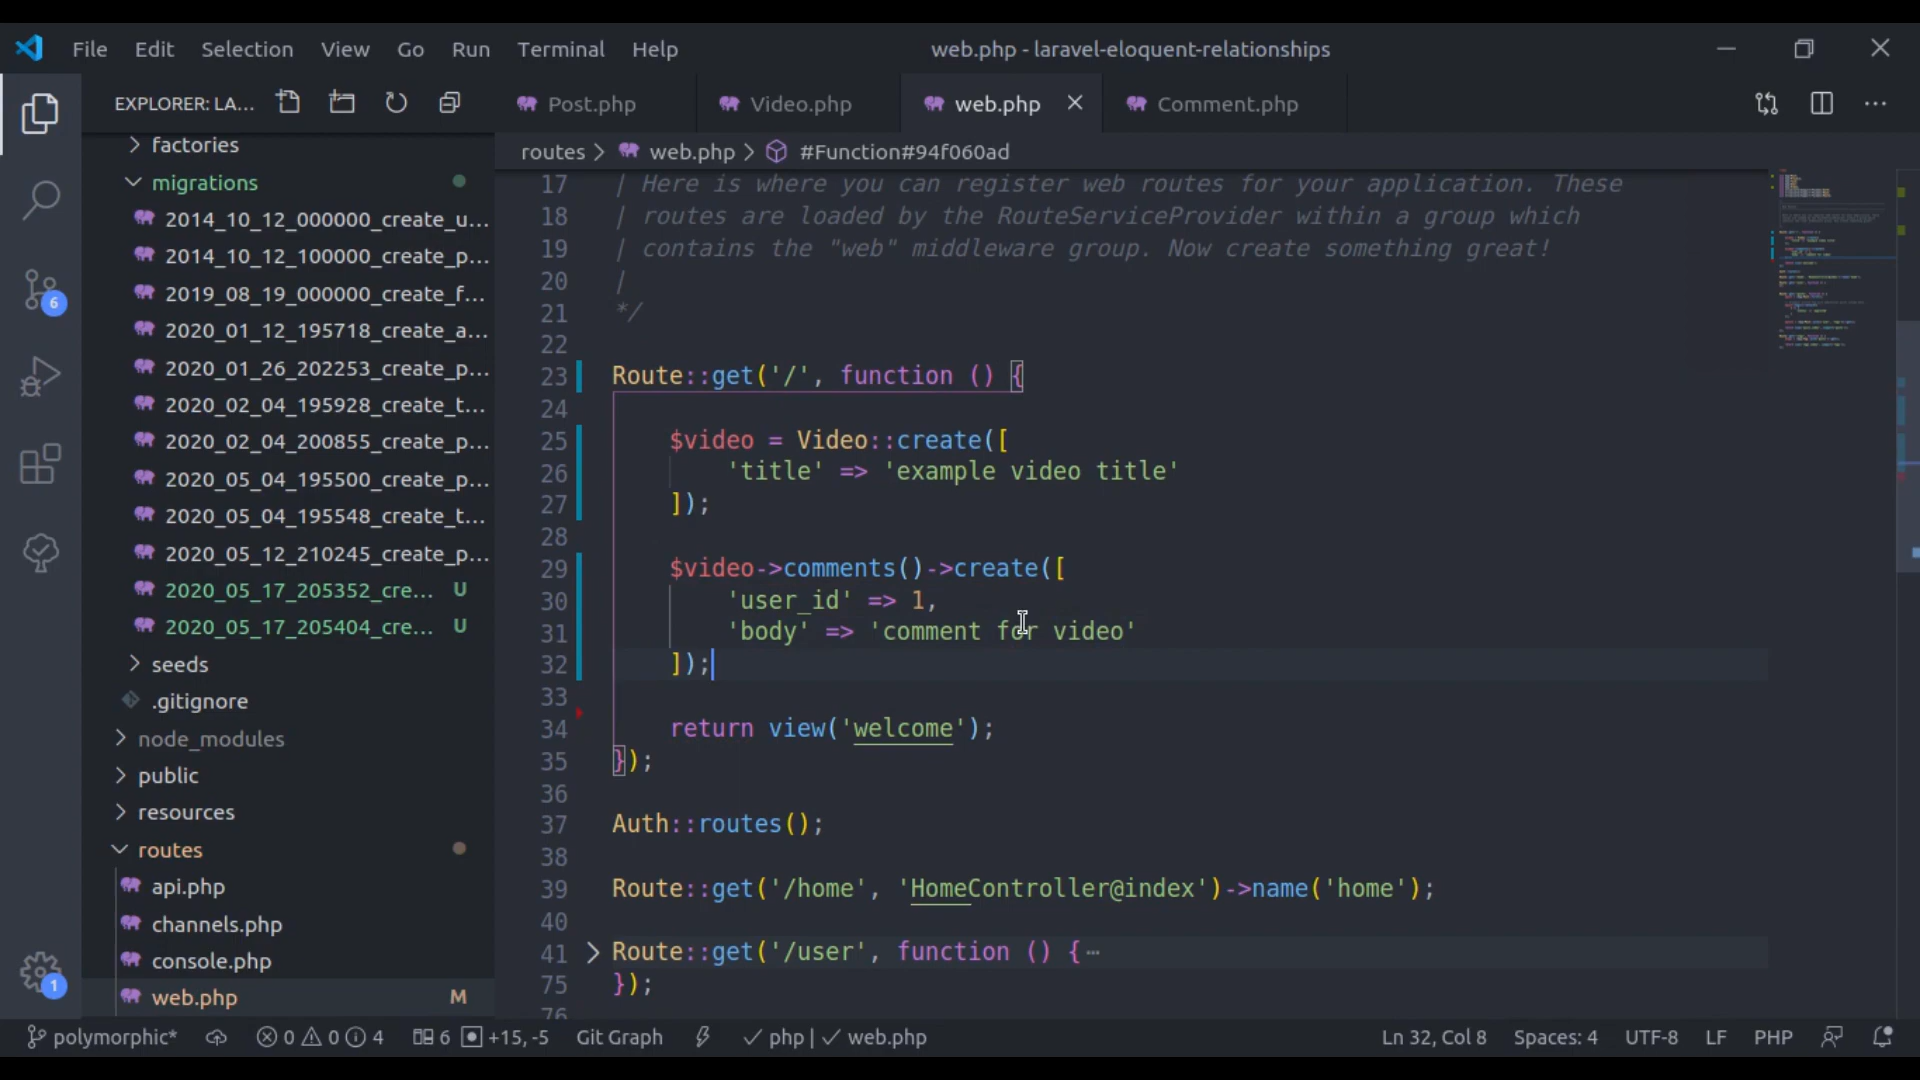 File Edit Selection View Go Run Terminal Help
web.php - laravel-eloquent-relationships
EXPLORER: LA...
Post.php
Video.php
web.php
Comment.php
routes > web.php > #Function#94f060ad
factories
migrations
2014_10_12_000000_create_u...
2014_10_12_100000_create_p...
2019_08_19_000000_create_f...
2020_01_12_195718_create_a...
2020_01_26_202253_create_p...
2020_02_04_195928_create_t...
2020_02_04_200855_create_p...
2020_05_04_195500_create_p...
2020_05_04_195548_create_t...
2020_05_12_210245_create_p...
2020_05_17_205352_cre... U
2020_05_17_205404_cre... U
seeds
.gitignore
node_modules
public
resources
routes
api.php
channels.php
console.php
web.php M
6
1
17 | Here is where you can register web routes for your application. These
18 | routes are loaded by the RouteServiceProvider within a group which
19 | contains the "web" middleware group. Now create something great!
20 |
21 */
22
23 Route::get('/', function () {
24
25 $video = Video::create([
26 'title' => 'example video title'
27 ]);
28
29 $video->comments()->create([
30 'user_id' => 1,
31 'body' => 'comment for video'
32 ]);
33
34 return view('welcome');
35 });
36
37 Auth::routes();
38
39 Route::get('/home', 'HomeController@index')->name('home');
40
41 Route::get('/user', function () { ⋯
75 });
76
polymorphic* 0 0 4 6 +15, -5 Git Graph php | web.php Ln 32, Col 8 Spaces: 4 UTF-8 LF PHP